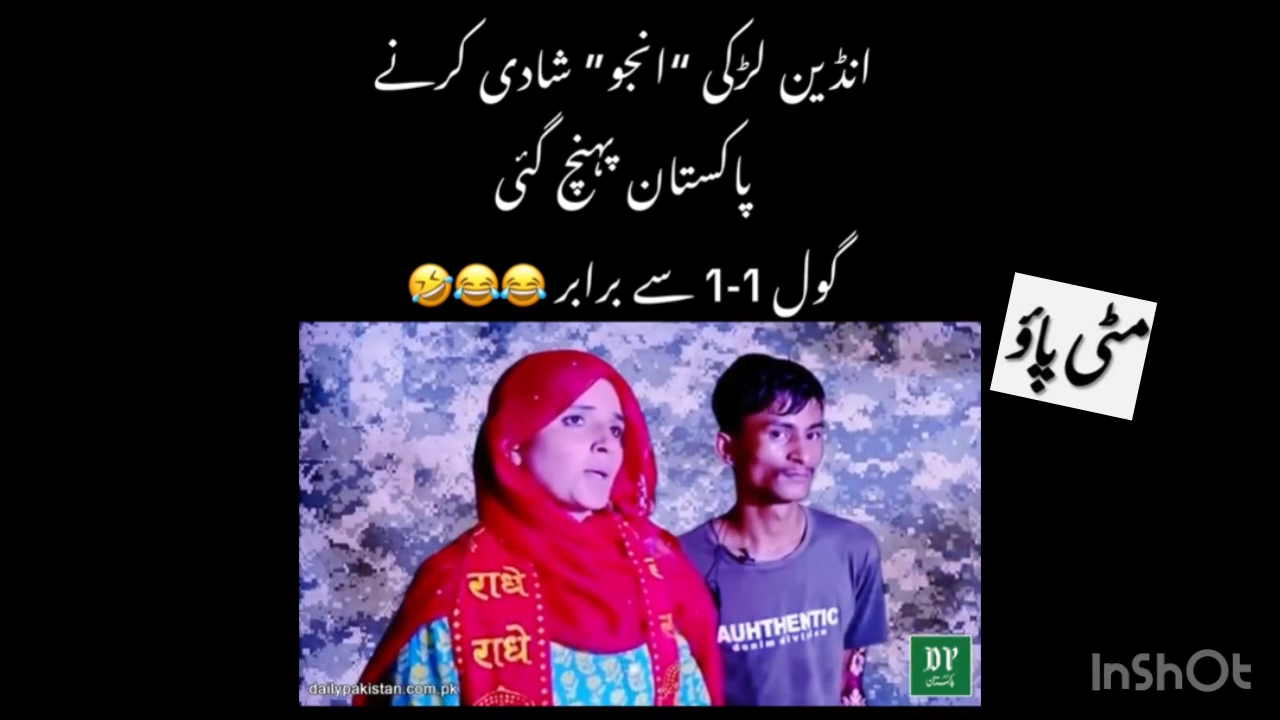 انڈین لڑکی “انجو” شادی کرنے
پاکستان پہنچ گئی
گول 1-1 سے برابر 😂😂🤣
مٹی پاؤ
राधे
राधे
AUHTHENTIC
denim division
dailypakistan.com.pk
DP
پاکستان
InShOt